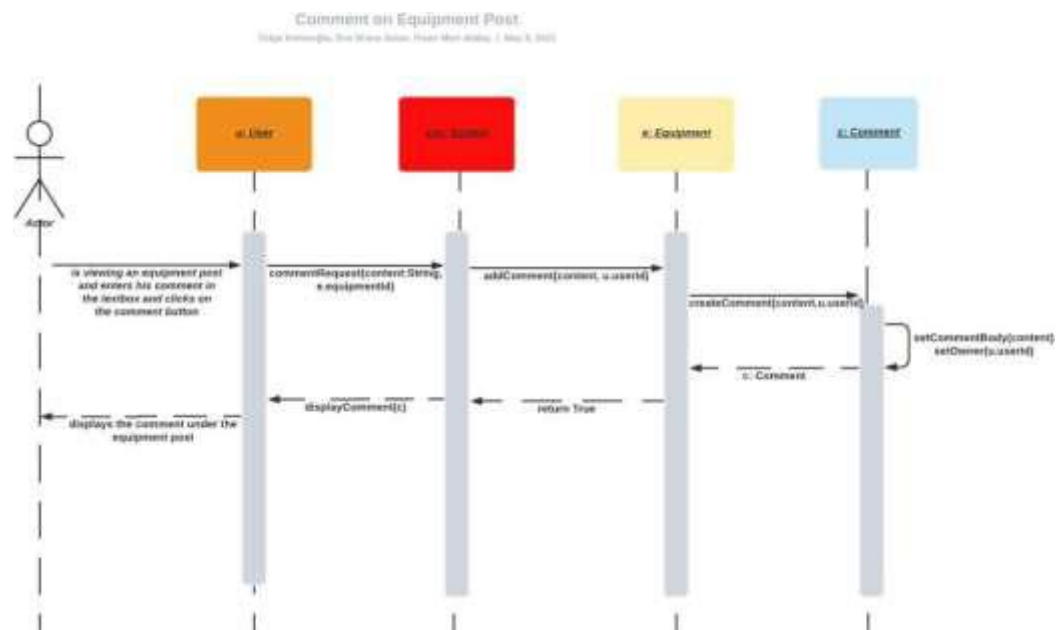 Comment on Equipment Post
u: User
System
e: Equipment
c: Comment
Actor
is viewing an equipment post
and enters his comment in
the textbox and clicks on
the comment button
commentRequest(content:String,
e.equipmentId)
addComment(content, u.userId)
createComment(content,u.userId)
setCommentBody(content)
setOwner(u.userId)
c: Comment
return True
displayComment(c)
displays the comment under the
equipment post